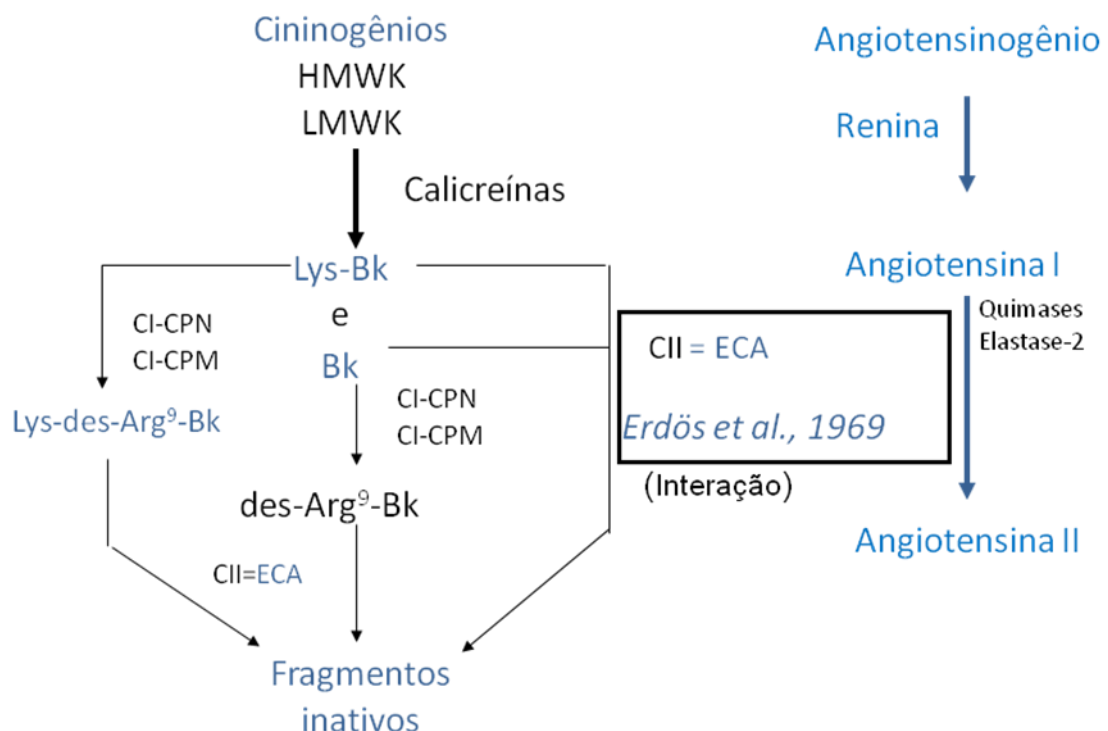 Cininogênios
HMWK
LMWK
Calicreínas
Lys-Bk
e
Bk
CI-CPN
CI-CPM
Lys-des-Arg⁹-Bk
CI-CPN
CI-CPM
des-Arg⁹-Bk
CII=ECA
Fragmentos
inativos
CII = ECA
Erdös et al., 1969
(Interação)
Angiotensinogênio
Renina
Angiotensina I
Quimases
Elastase-2
Angiotensina II